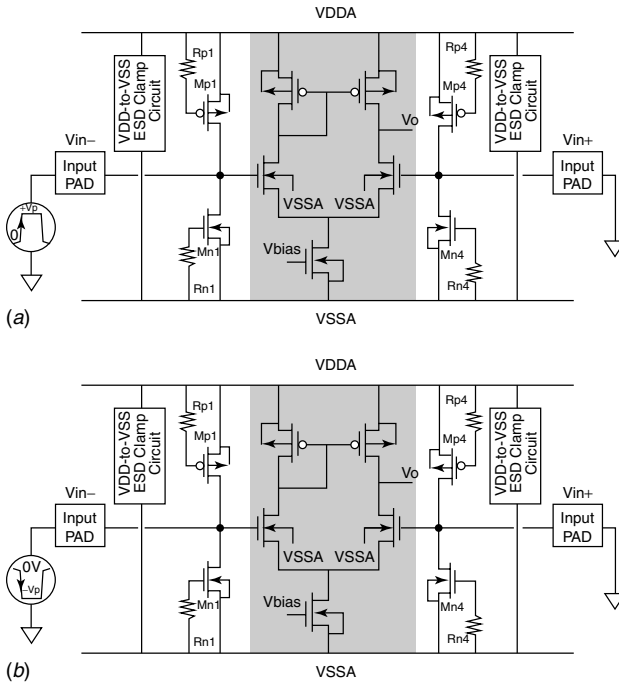 VDDA
Rp1
Mp1
Rp4
Mp4
VDD-to-VSS
ESD Clamp
Circuit
VDD-to-VSS
ESD Clamp
Circuit
Vo
Vin−
Vin+
Input
PAD
Input
PAD
+Vp
0
VSSA
VSSA
Vbias
Mn1
Rn1
Mn4
Rn4
(a)
VSSA
VDDA
Rp1
Mp1
Rp4
Mp4
VDD-to-VSS
ESD Clamp
Circuit
VDD-to-VSS
ESD Clamp
Circuit
Vo
Vin−
Vin+
Input
PAD
Input
PAD
0V
−Vp
VSSA
VSSA
Vbias
Mn1
Rn1
Mn4
Rn4
(b)
VSSA